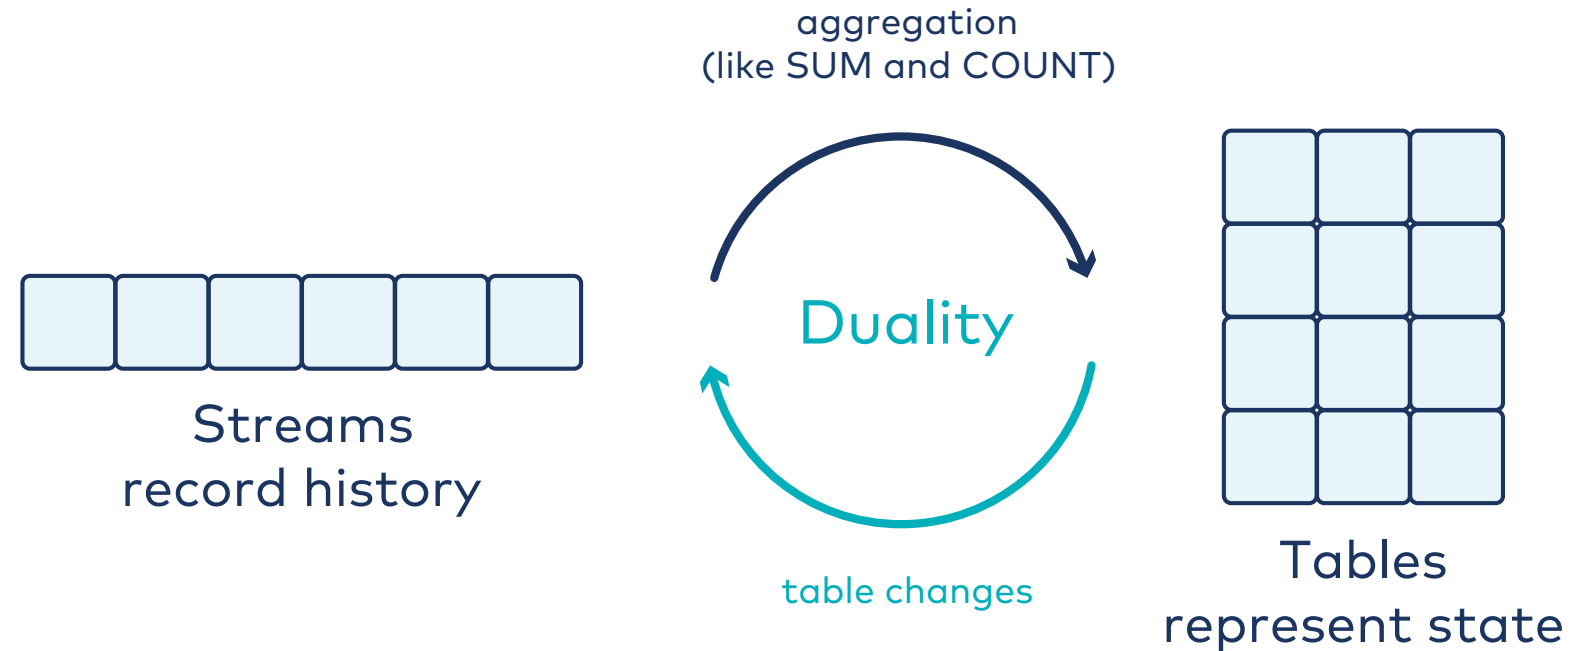 aggregation
(like SUM and COUNT)
Duality
Streams
record history
table changes
Tables
represent state